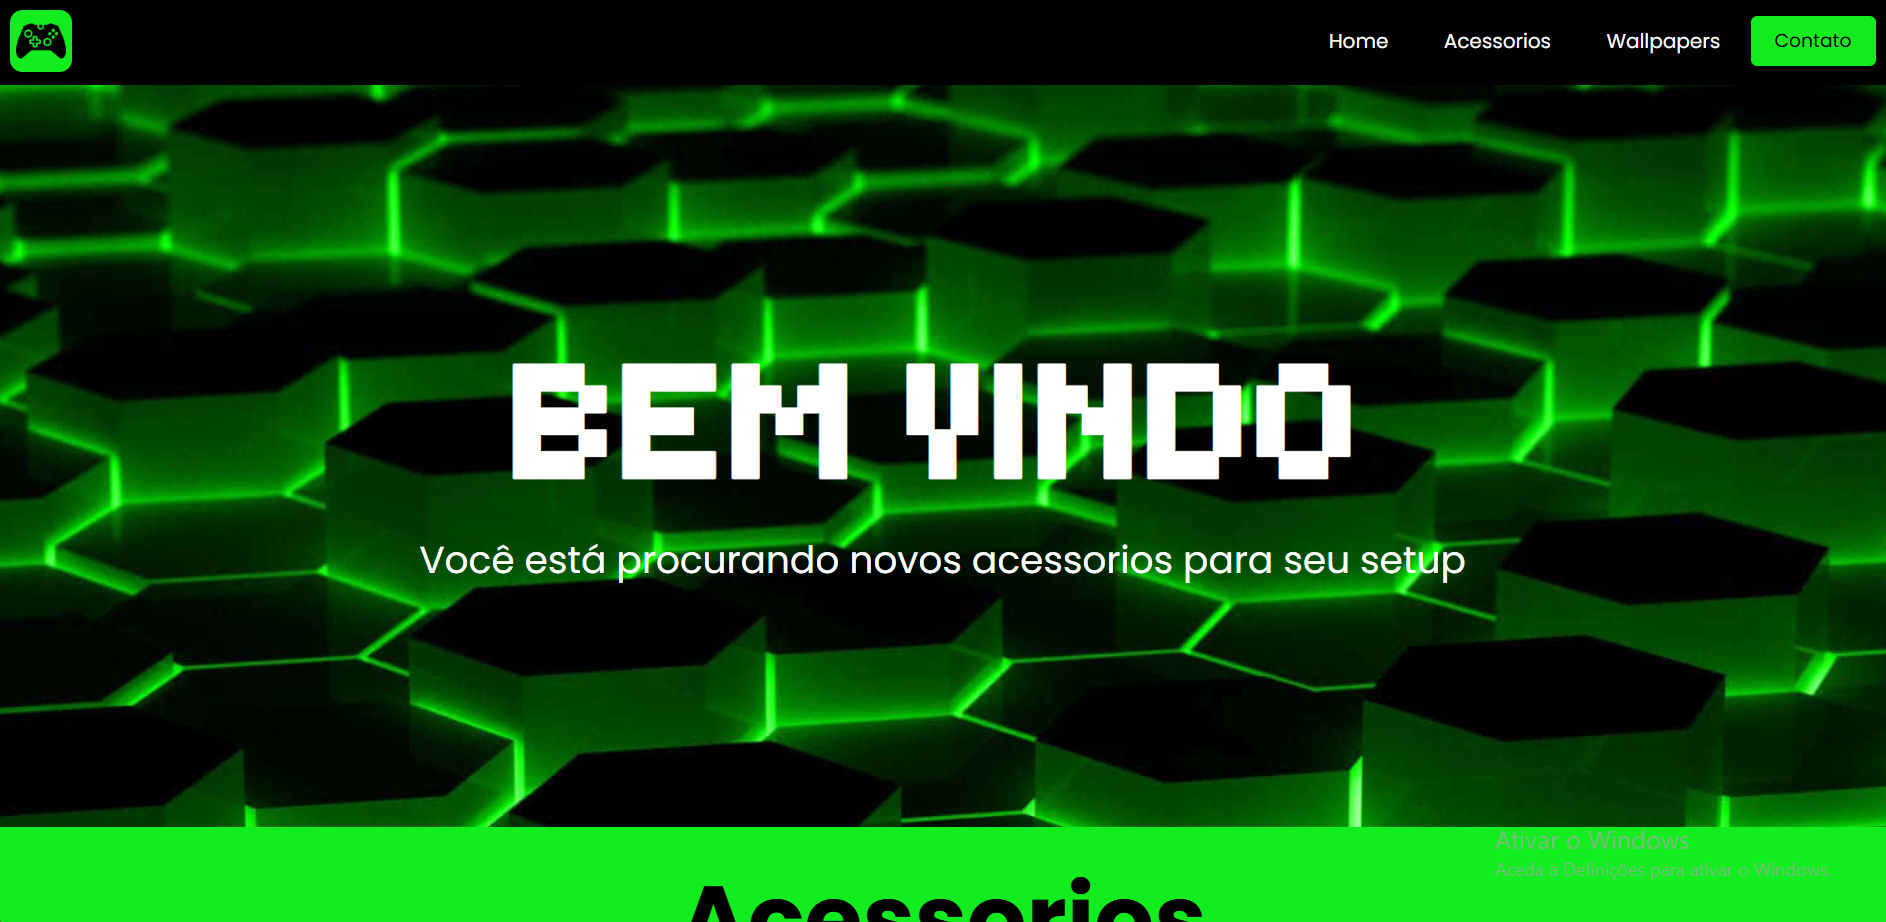 Home Acessorios Wallpapers Contato
BEM VINDO
Você está procurando novos acessorios para seu setup
Ativar o Windows
Aceda a Definições para ativar o Windows.
Acessorios